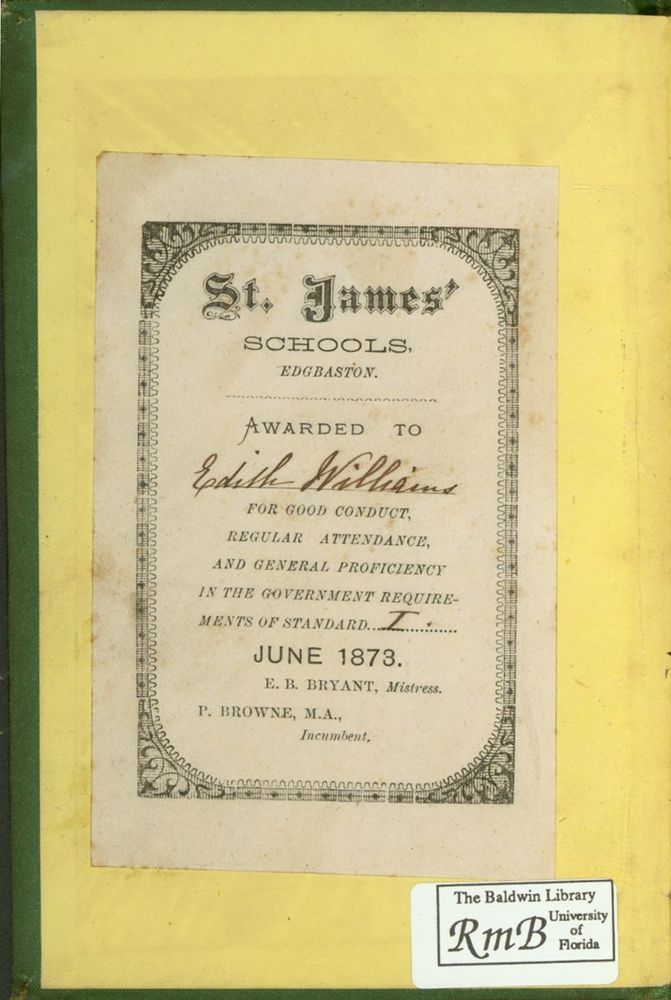 St. James'
SCHOOLS,
EDGBASTON.
AWARDED TO
Edith Williams
FOR GOOD CONDUCT,
REGULAR ATTENDANCE,
AND GENERAL PROFICIENCY
IN THE GOVERNMENT REQUIRE-
MENTS OF STANDARD...I.......
JUNE 1873.
E. B. BRYANT, Mistress.
P. BROWNE, M.A.,
Incumbent.
The Baldwin Library
RmB University
of
Florida